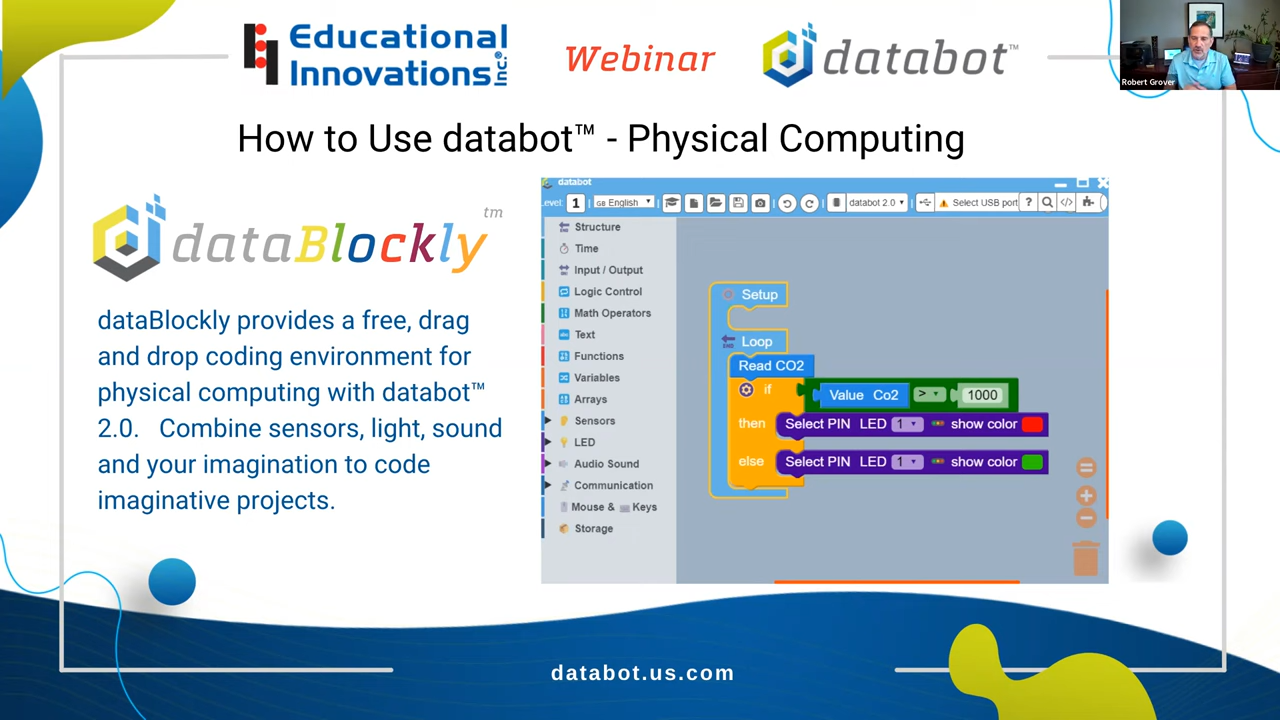 Educational
Innovations Inc.
Webinar
databot™
Robert Grover
How to Use databot™ - Physical Computing
dataBlockly tm
dataBlockly provides a free, drag
and drop coding environment for
physical computing with databot™
2.0. Combine sensors, light, sound
and your imagination to code
imaginative projects.
databot
Level: 1 GB English databot 2.0 Select USB port ? </>
Structure
Time
Input / Output
Logic Control
Math Operators
Text
Functions
Variables
Arrays
Sensors
LED
Audio Sound
Communication
Mouse & Keys
Storage
Setup
Loop
Read CO2
if Value Co2 > 1000
then Select PIN LED 1 show color
else Select PIN LED 1 show color
databot.us.com